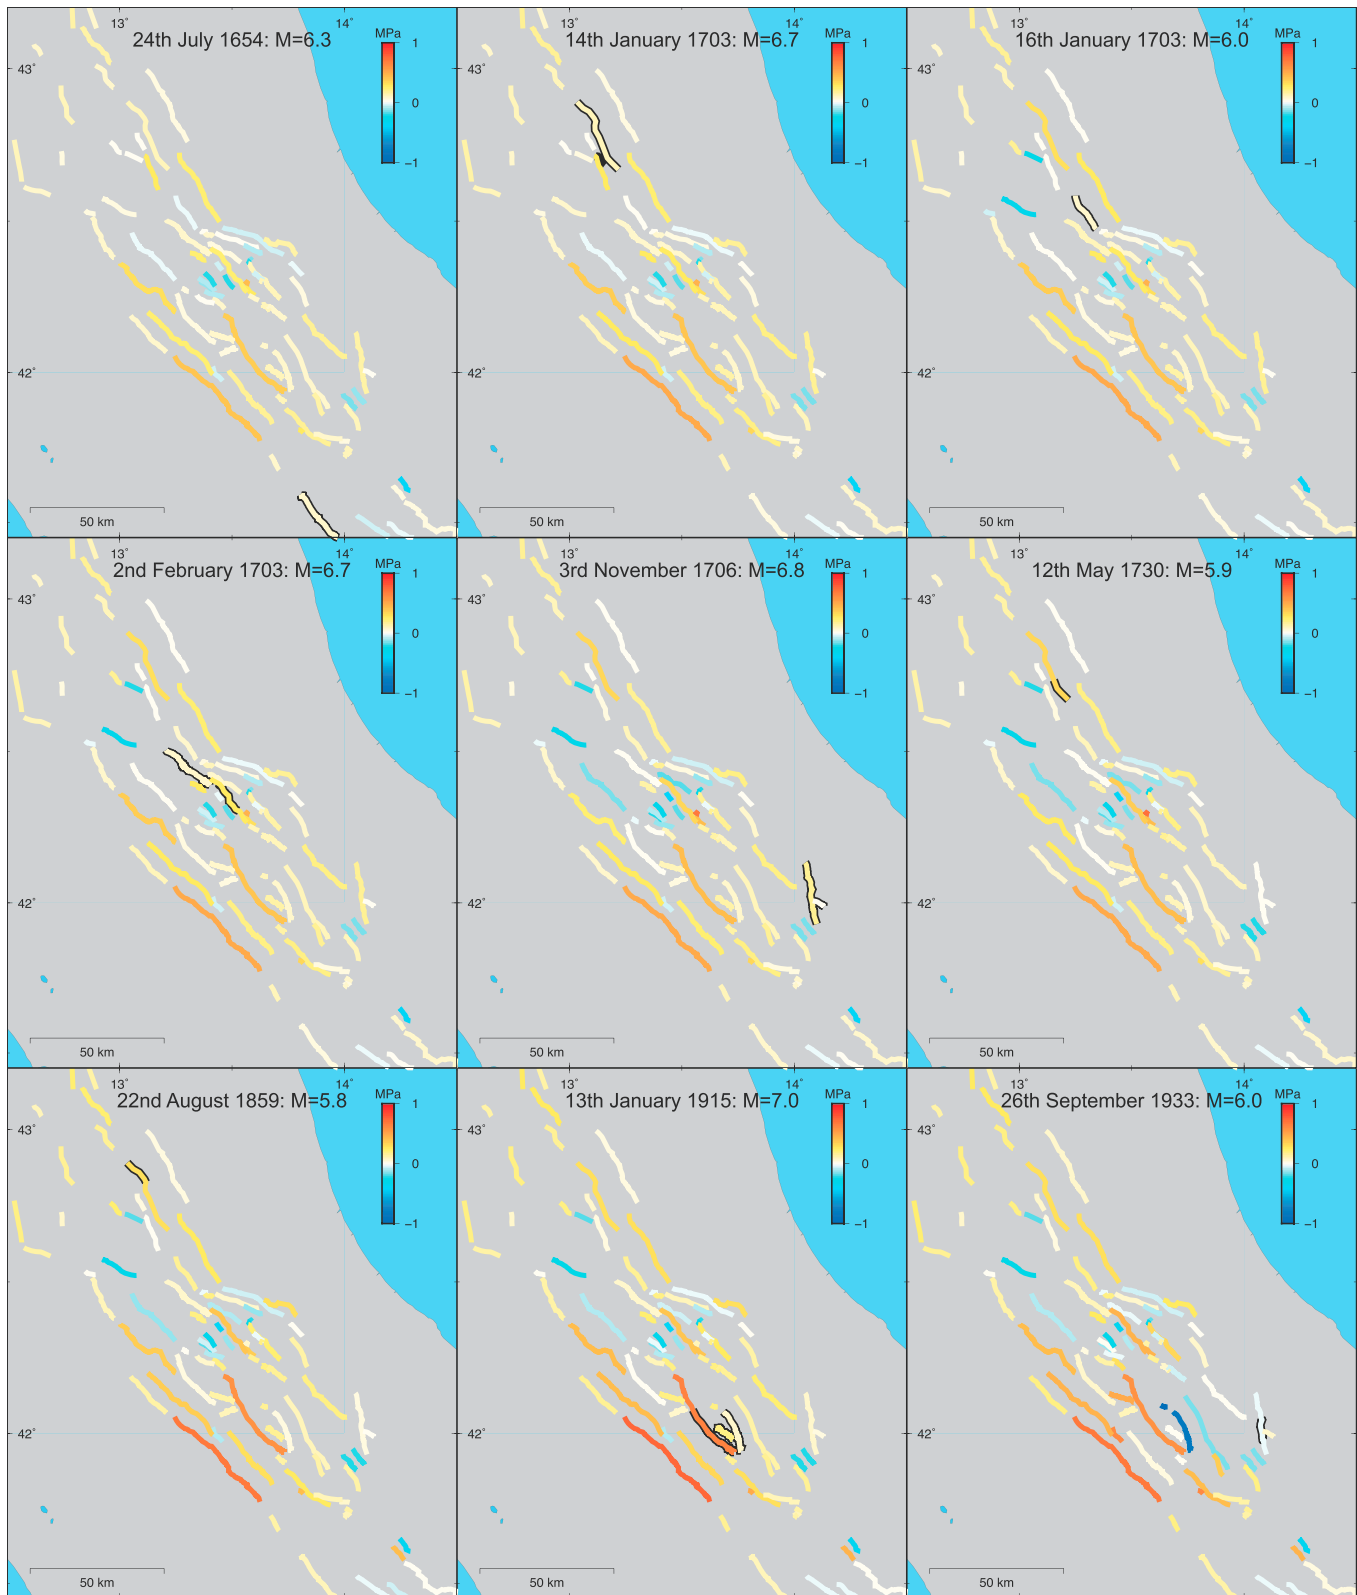 13° 14°
24th July 1654: M=6.3
MPa
1
43°
0
−1
42°
50 km
13° 14°
14th January 1703: M=6.7
MPa
1
0
−1
50 km
13° 14°
16th January 1703: M=6.0
MPa
1
43°
0
−1
42°
50 km
13° 14°
2nd February 1703: M=6.7
MPa
1
43°
0
−1
42°
50 km
13° 14°
3rd November 1706: M=6.8
MPa
1
0
−1
50 km
13° 14°
12th May 1730: M=5.9
MPa
1
43°
0
−1
42°
50 km
13° 14°
22nd August 1859: M=5.8
MPa
1
43°
0
−1
42°
50 km
13° 14°
13th January 1915: M=7.0
MPa
1
0
−1
50 km
13° 14°
26th September 1933: M=6.0
MPa
1
43°
0
−1
42°
50 km